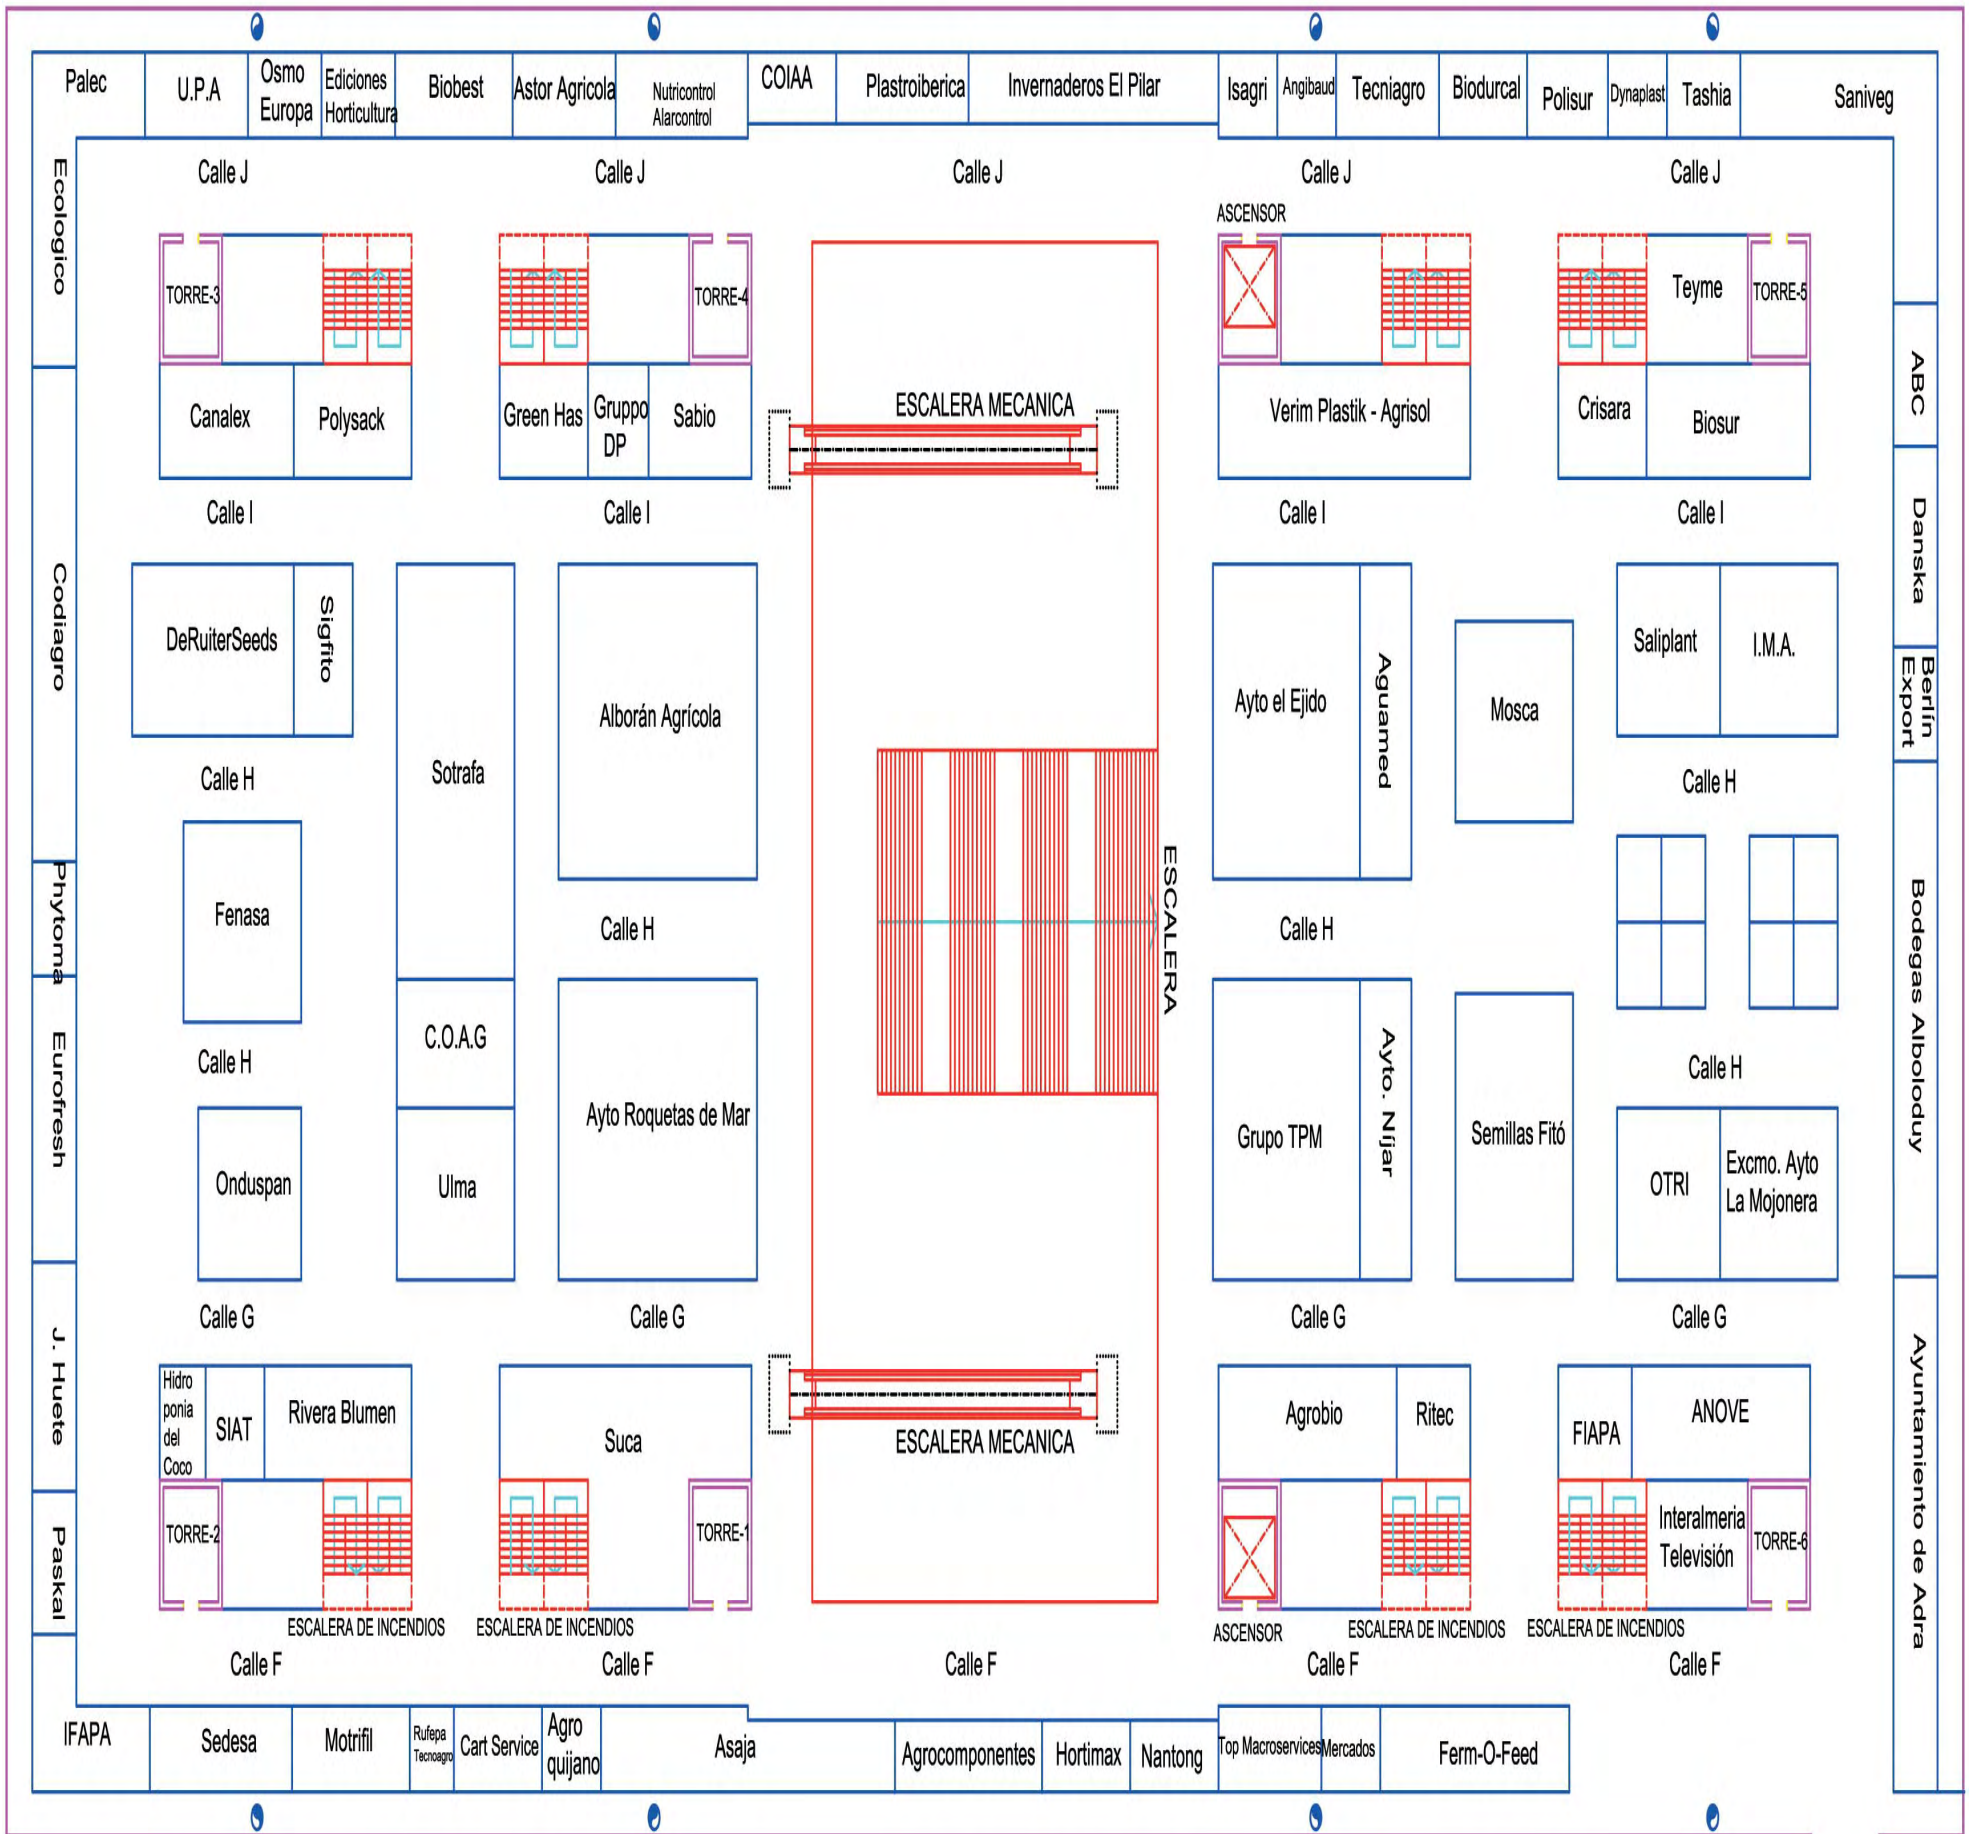 Palec
U.P.A
Osmo
Europa
Ediciones
Horticultura
Biobest
Astor Agricola
Nutricontrol
Alarcontrol
COIAA
Plastroiberica
Invernaderos El Pilar
Isagri
Angibaud
Tecniagro
Biodurcal
Polisur
Dynaplast
Tashia
Saniveg
Calle J
Calle J
Calle J
Calle J
Calle J
Ecologico
ASCENSOR
TORRE-3
TORRE-4
Teyme
TORRE-5
Canalex
Polysack
Green Has
Gruppo
DP
Sabio
ESCALERA MECANICA
Verim Plastik - Agrisol
Crisara
Biosur
ABC
Calle I
Calle I
Calle I
Calle I
Danska
Codiagro
DeRuiterSeeds
Sigfito
Sotrafa
Alborán Agrícola
Ayto el Ejido
Aguamed
Mosca
Saliplant
I.M.A.
Berlín
Export
Calle H
Calle H
Phytoma
Fenasa
Calle H
ESCALERA
Calle H
Bodegas Alboloduy
Eurofresh
C.O.A.G
Calle H
Calle H
Onduspan
Ulma
Ayto Roquetas de Mar
Grupo TPM
Ayto. Níjar
Semillas Fitó
OTRI
Excmo. Ayto
La Mojonera
Calle G
Calle G
Calle G
Calle G
J. Huete
Hidro
ponia
del
Coco
SIAT
Rivera Blumen
Suca
ESCALERA MECANICA
Agrobio
Ritec
FIAPA
ANOVE
Ayuntamiento de Adra
Paskal
TORRE-2
TORRE-1
Interalmeria
Televisión
TORRE-6
ESCALERA DE INCENDIOS
ESCALERA DE INCENDIOS
ASCENSOR
ESCALERA DE INCENDIOS
ESCALERA DE INCENDIOS
Calle F
Calle F
Calle F
Calle F
Calle F
IFAPA
Sedesa
Motrifil
Rufepa
Tecnoagro
Cart Service
Agro
quijano
Asaja
Agrocomponentes
Hortimax
Nantong
Top Macroservices
Mercados
Ferm-O-Feed